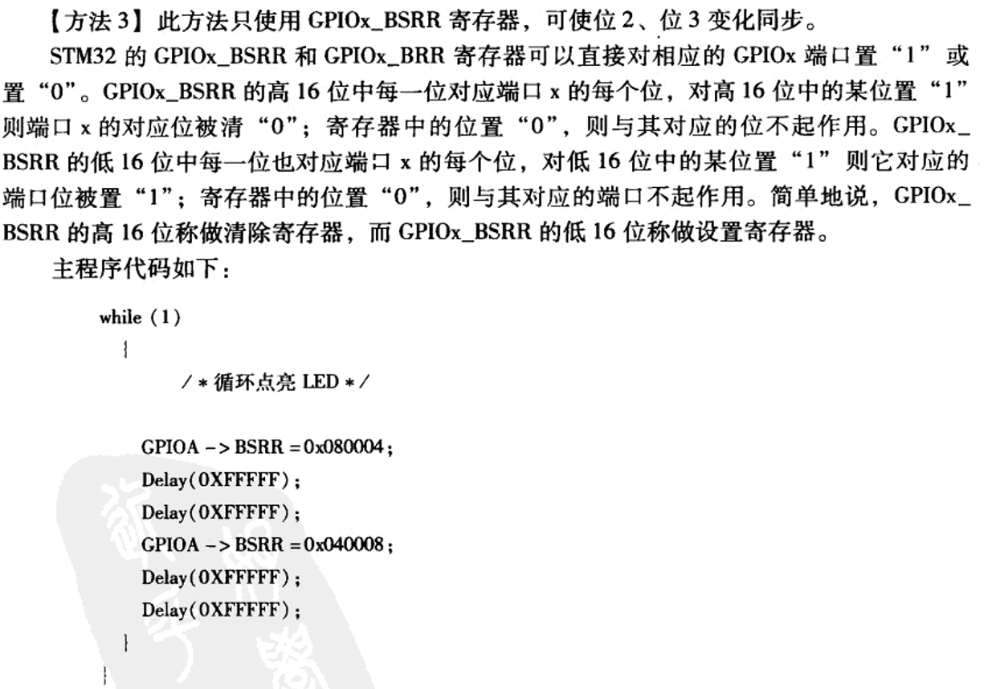 【方法 3】此方法只使用 GPIOx_BSRR 寄存器，可使位 2、位 3 变化同步。
STM32 的 GPIOx_BSRR 和 GPIOx_BRR 寄存器可以直接对相应的 GPIOx 端口置“1”或
置“0”。GPIOx_BSRR 的高 16 位中每一位对应端口 x 的每个位，对高 16 位中的某位置“1”
则端口 x 的对应位被清“0”；寄存器中的位置“0”，则与其对应的位不起作用。GPIOx_
BSRR 的低 16 位中每一位也对应端口 x 的每个位，对低 16 位中的某位置“1”则它对应的
端口位被置“1”；寄存器中的位置“0”，则与其对应的端口不起作用。简单地说，GPIOx_
BSRR 的高 16 位称做清除寄存器，而 GPIOx_BSRR 的低 16 位称做设置寄存器。
主程序代码如下：
while (1)
{
/*循环点亮 LED*/
GPIOA -> BSRR =0x080004;
Delay(0XFFFFF);
Delay(0XFFFFF);
GPIOA -> BSRR =0x040008;
Delay(0XFFFFF);
Delay(0XFFFFF);
}
}